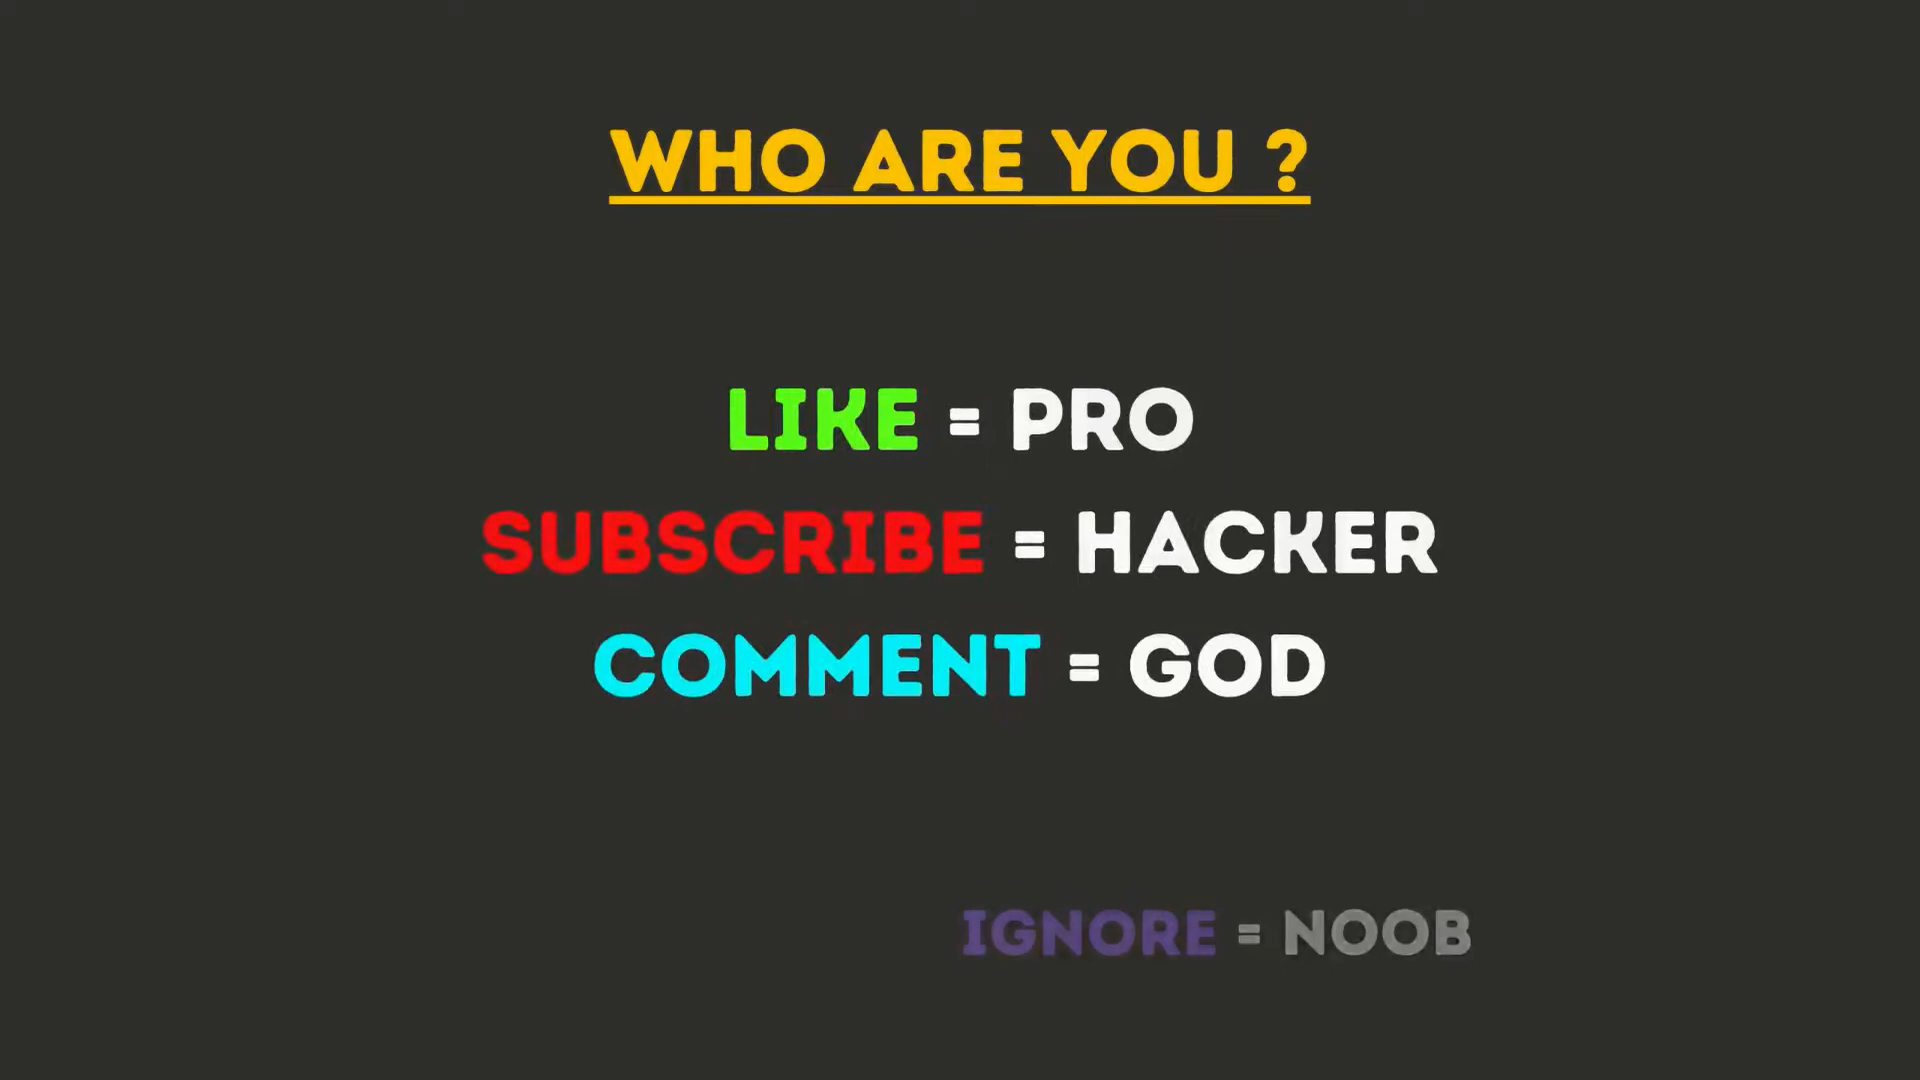 WHO ARE YOU ?
LIKE = PRO
SUBSCRIBE = HACKER
COMMENT = GOD
IGNORE = NOOB